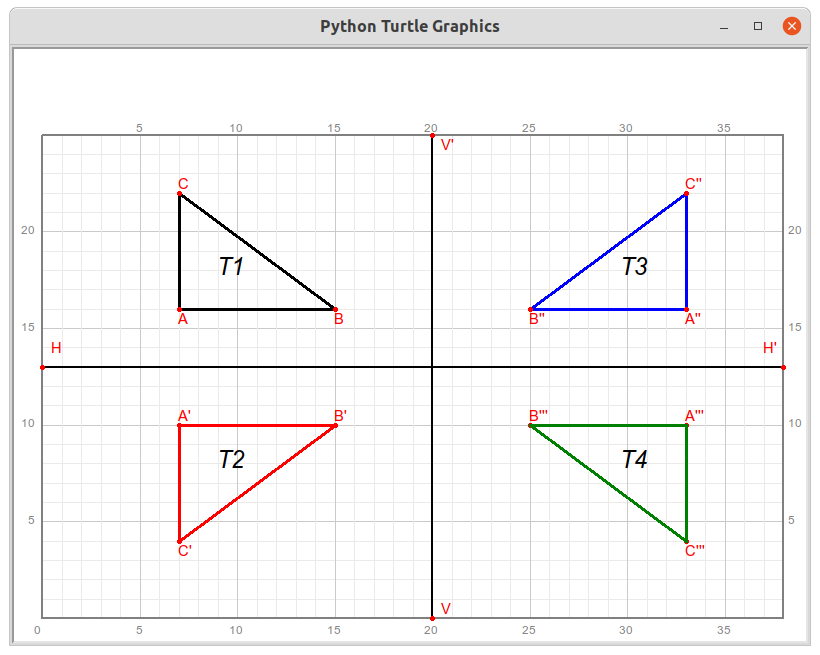 Python Turtle Graphics
5 10 15 20 25 30 35
V'
C C"
20 20
T1 T3
A B B" A"
15 15
H H'
10 A' B' B''' A''' 10
T2 T4
5 5
C' C'''
V
0 5 10 15 20 25 30 35